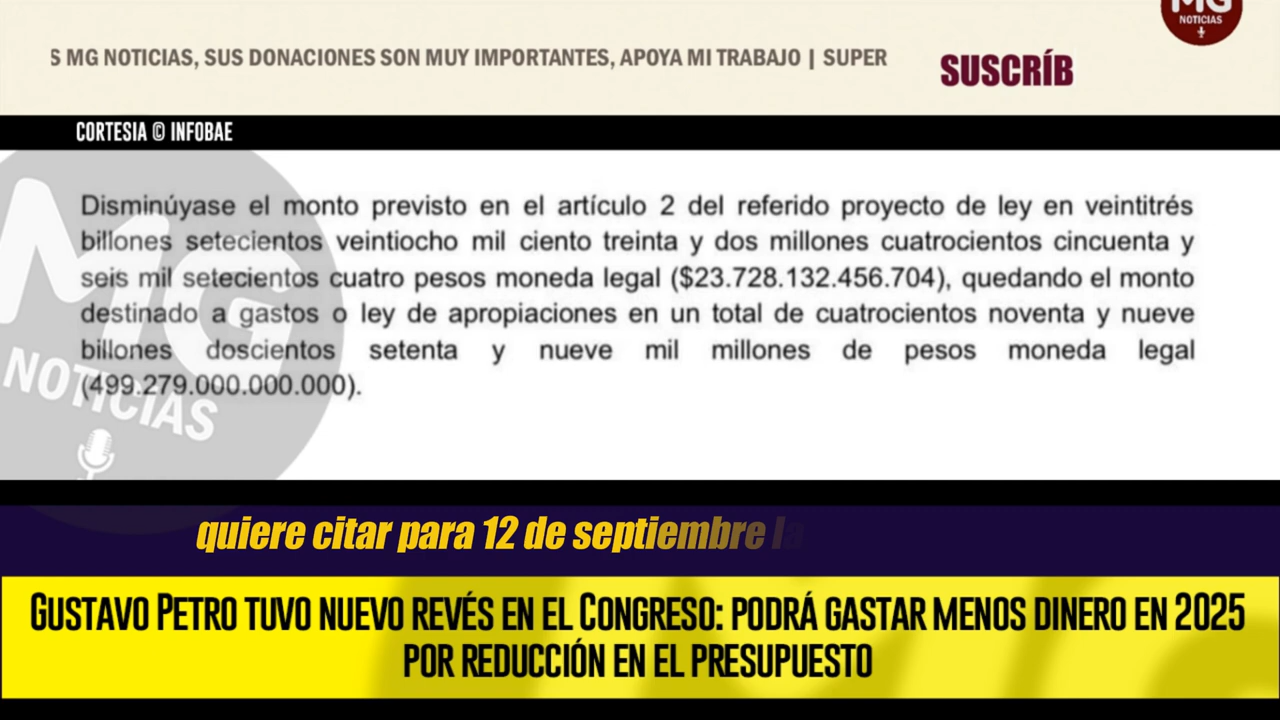 S MG NOTICIAS, SUS DONACIONES SON MUY IMPORTANTES, APOYA MI TRABAJO | SUPER
SUSCRÍB
MG
NOTICIAS
CORTESIA © INFOBAE
Disminúyase el monto previsto en el artículo 2 del referido proyecto de ley en veintitrés
billones setecientos veintiocho mil ciento treinta y dos millones cuatrocientos cincuenta y
seis mil setecientos cuatro pesos moneda legal ($23.728.132.456.704), quedando el monto
destinado a gastos o ley de apropiaciones en un total de cuatrocientos noventa y nueve
billones doscientos setenta y nueve mil millones de pesos moneda legal
(499.279.000.000.000).
MG
NOTICIAS
quiere citar para 12 de septiembre la
GUSTAVO PETRO TUVO NUEVO REVÉS EN EL CONGRESO: PODRÁ GASTAR MENOS DINERO EN 2025
POR REDUCCIÓN EN EL PRESUPUESTO